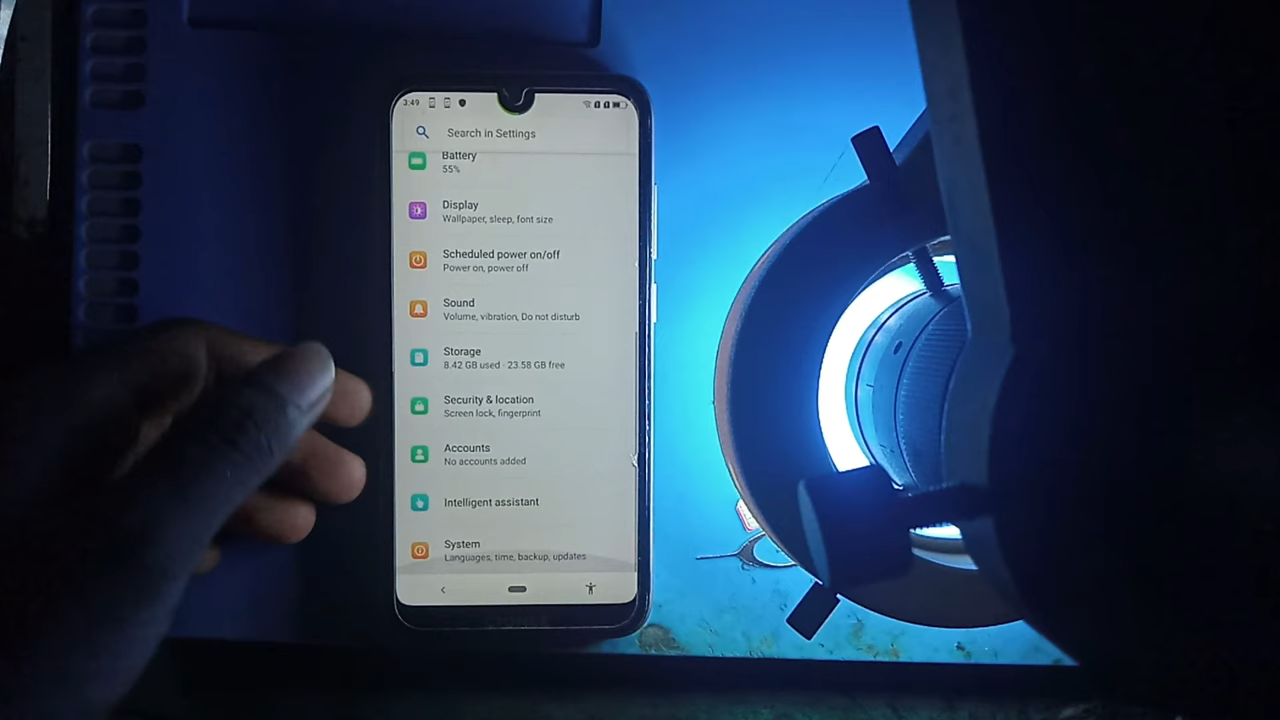 3:49
Search in Settings
Battery
55%
Display
Wallpaper, sleep, font size
Scheduled power on/off
Power on, power off
Sound
Volume, vibration, Do not disturb
Storage
8.42 GB used - 23.58 GB free
Security & location
Screen lock, fingerprint
Accounts
No accounts added
Intelligent assistant
System
Languages, time, backup, updates